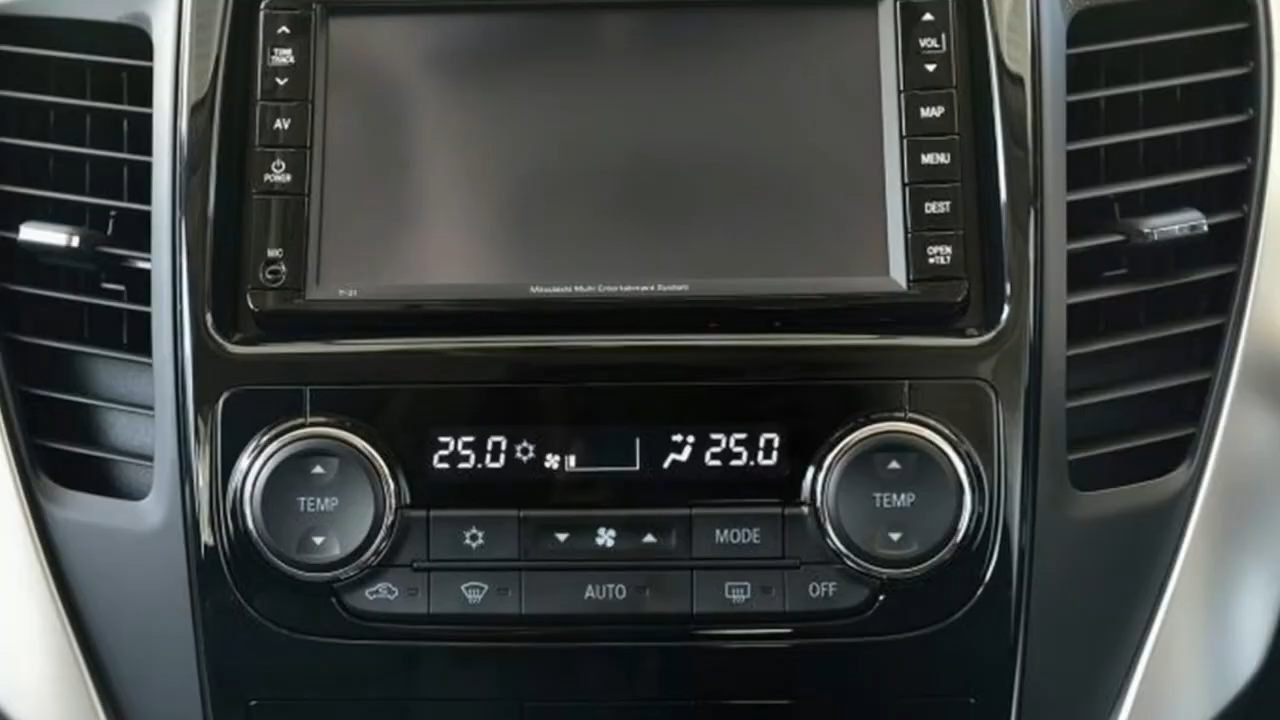 TUNE
TRACK
AV
POWER
MIC
VOL
MAP
MENU
DEST
OPEN
TILT
Mitsubishi Multi Entertainment System
25.0
25.0
TEMP
TEMP
MODE
AUTO
OFF